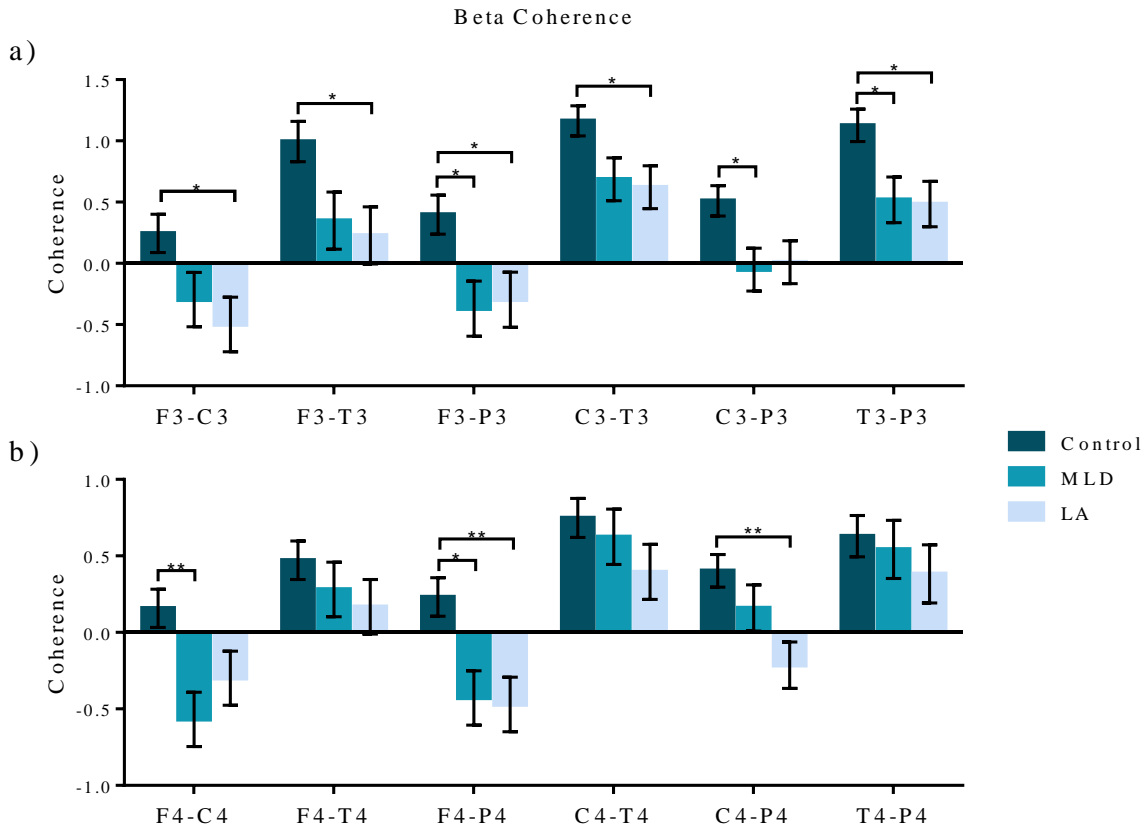 Beta Coherence
a)
Coherence
1.5
1.0
0.5
0.0
-0.5
-1.0
*
*
*
*
*
*
*
*
F3-C3 F3-T3 F3-P3 C3-T3 C3-P3 T3-P3
b)
Coherence
1.0
0.5
0.0
-0.5
-1.0
**
**
*
**
F4-C4 F4-T4 F4-P4 C4-T4 C4-P4 T4-P4
Control
MLD
LA